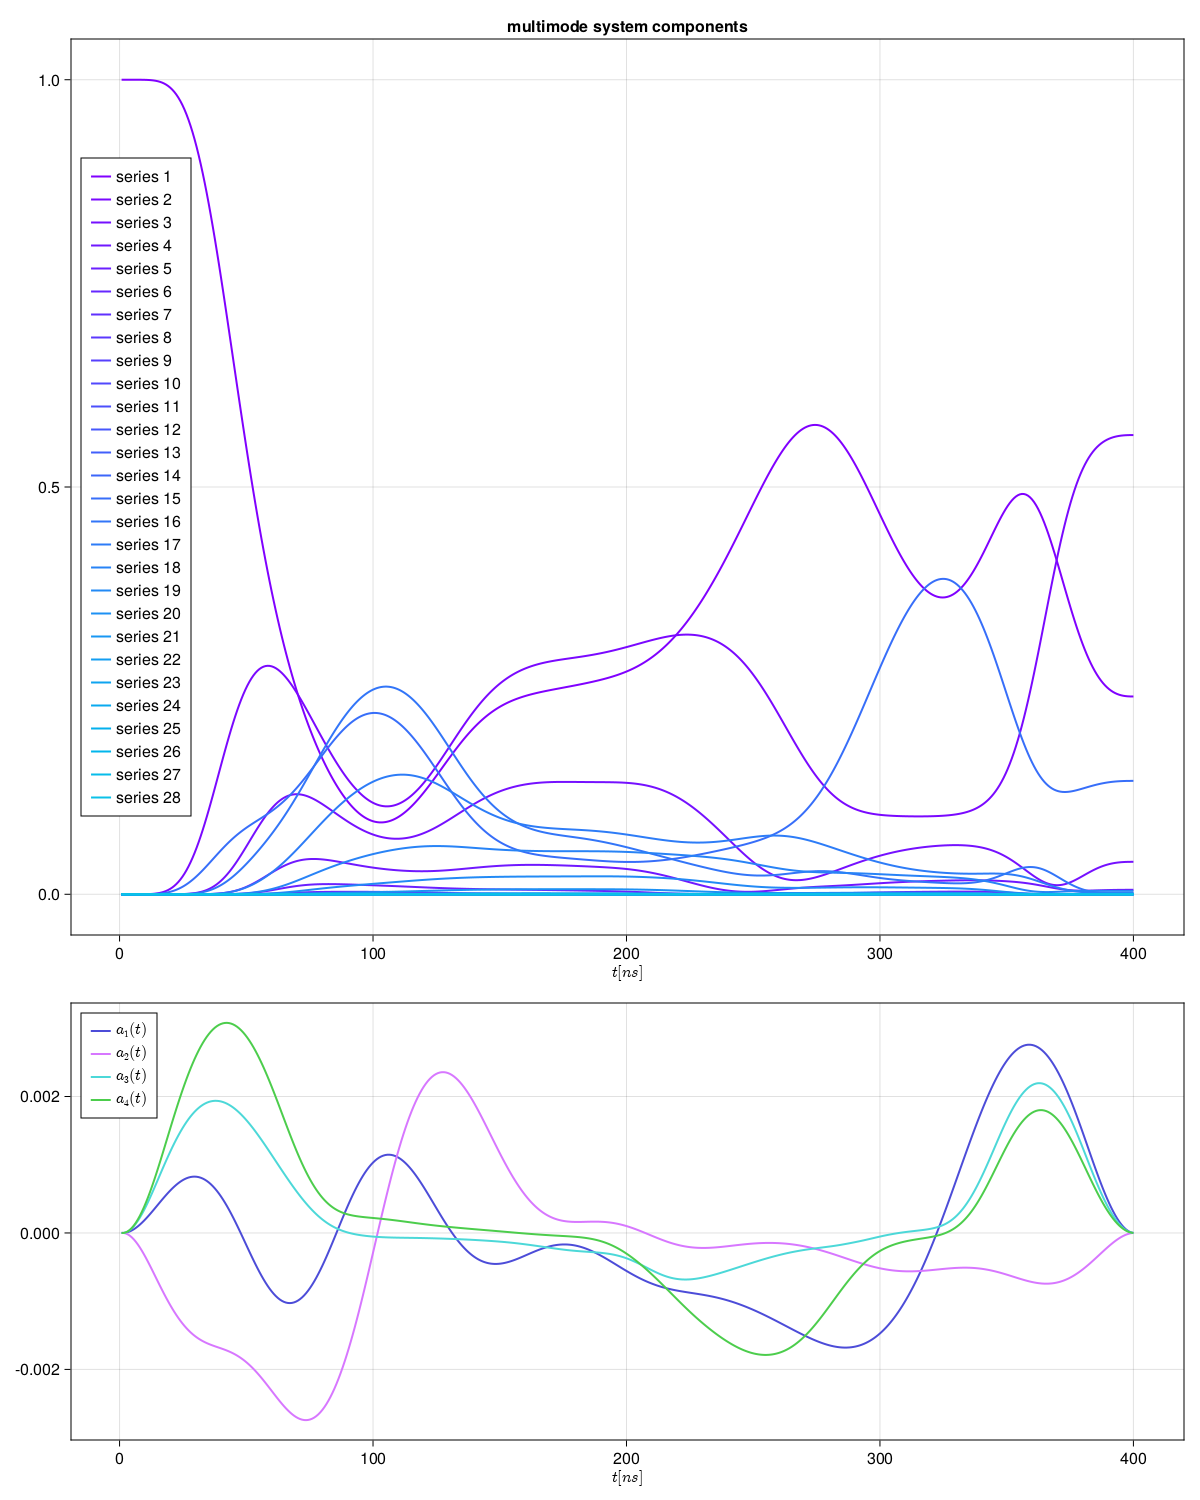 multimode system components
1.0
series 1
series 2
series 3
series 4
series 5
series 6
series 7
series 8
series 9
series 10
series 11
series 12
series 13
series 14
series 15
series 16
series 17
series 18
series 19
series 20
series 21
series 22
series 23
series 24
series 25
series 26
series 27
series 28
0.5
0.0
0 100 200 300 400
t[ns]
a₁(t)
a₂(t)
a₃(t)
a₄(t)
0.002
0.000
-0.002
0 100 200 300 400
t[ns]